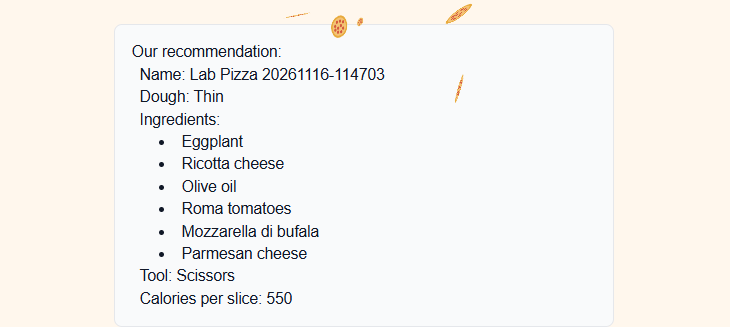 Our recommendation:
Name: Lab Pizza 20261116-114703
Dough: Thin
Ingredients:
Eggplant
Ricotta cheese
Olive oil
Roma tomatoes
Mozzarella di bufala
Parmesan cheese
Tool: Scissors
Calories per slice: 550